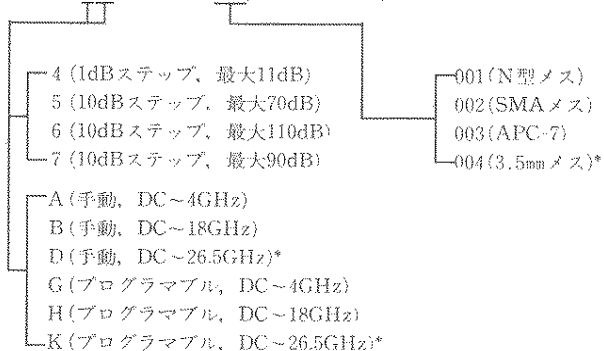 4 (1dBステップ, 最大11dB)
5 (10dBステップ, 最大70dB)
6 (10dBステップ, 最大110dB)
7 (10dBステップ, 最大90dB)
A (手動, DC~4GHz)
B (手動, DC~18GHz)
D (手動, DC~26.5GHz)*
G (プログラマブル, DC~4GHz)
H (プログラマブル, DC~18GHz)
K (プログラマブル, DC~26.5GHz)*
001(N型メス)
002(SMAメス)
003(APC-7)
004(3.5mmメス)*